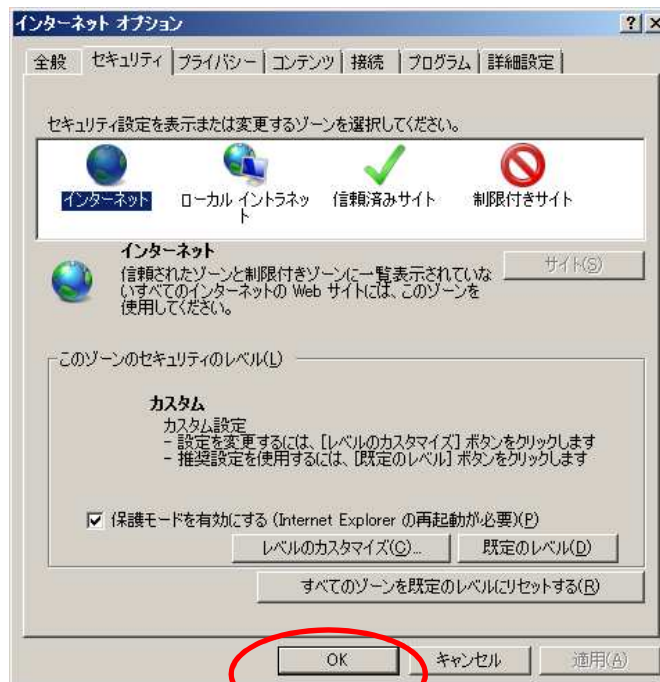 インターネット オプション
全般 セキュリティ プライバシー コンテンツ 接続 プログラム 詳細設定
セキュリティ設定を表示または変更するゾーンを選択してください。
インターネット ローカル イントラネッ 信頼済みサイト 制限付きサイト
ト
インターネット
サイト(S)
信頼されたゾーンと制限付きゾーンに一覧表示されていな
いすべてのインターネットの Web サイトには、このゾーンを
使用してください。
このゾーンのセキュリティのレベル(L)
カスタム
カスタム設定
- 設定を変更するには、[レベルのカスタマイズ] ボタンをクリックします
- 推奨設定を使用するには、[既定のレベル] ボタンをクリックします
保護モードを有効にする (Internet Explorer の再起動が必要)(P)
レベルのカスタマイズ(C)... 既定のレベル(D)
すべてのゾーンを既定のレベルにリセットする(R)
OK キャンセル 適用(A)